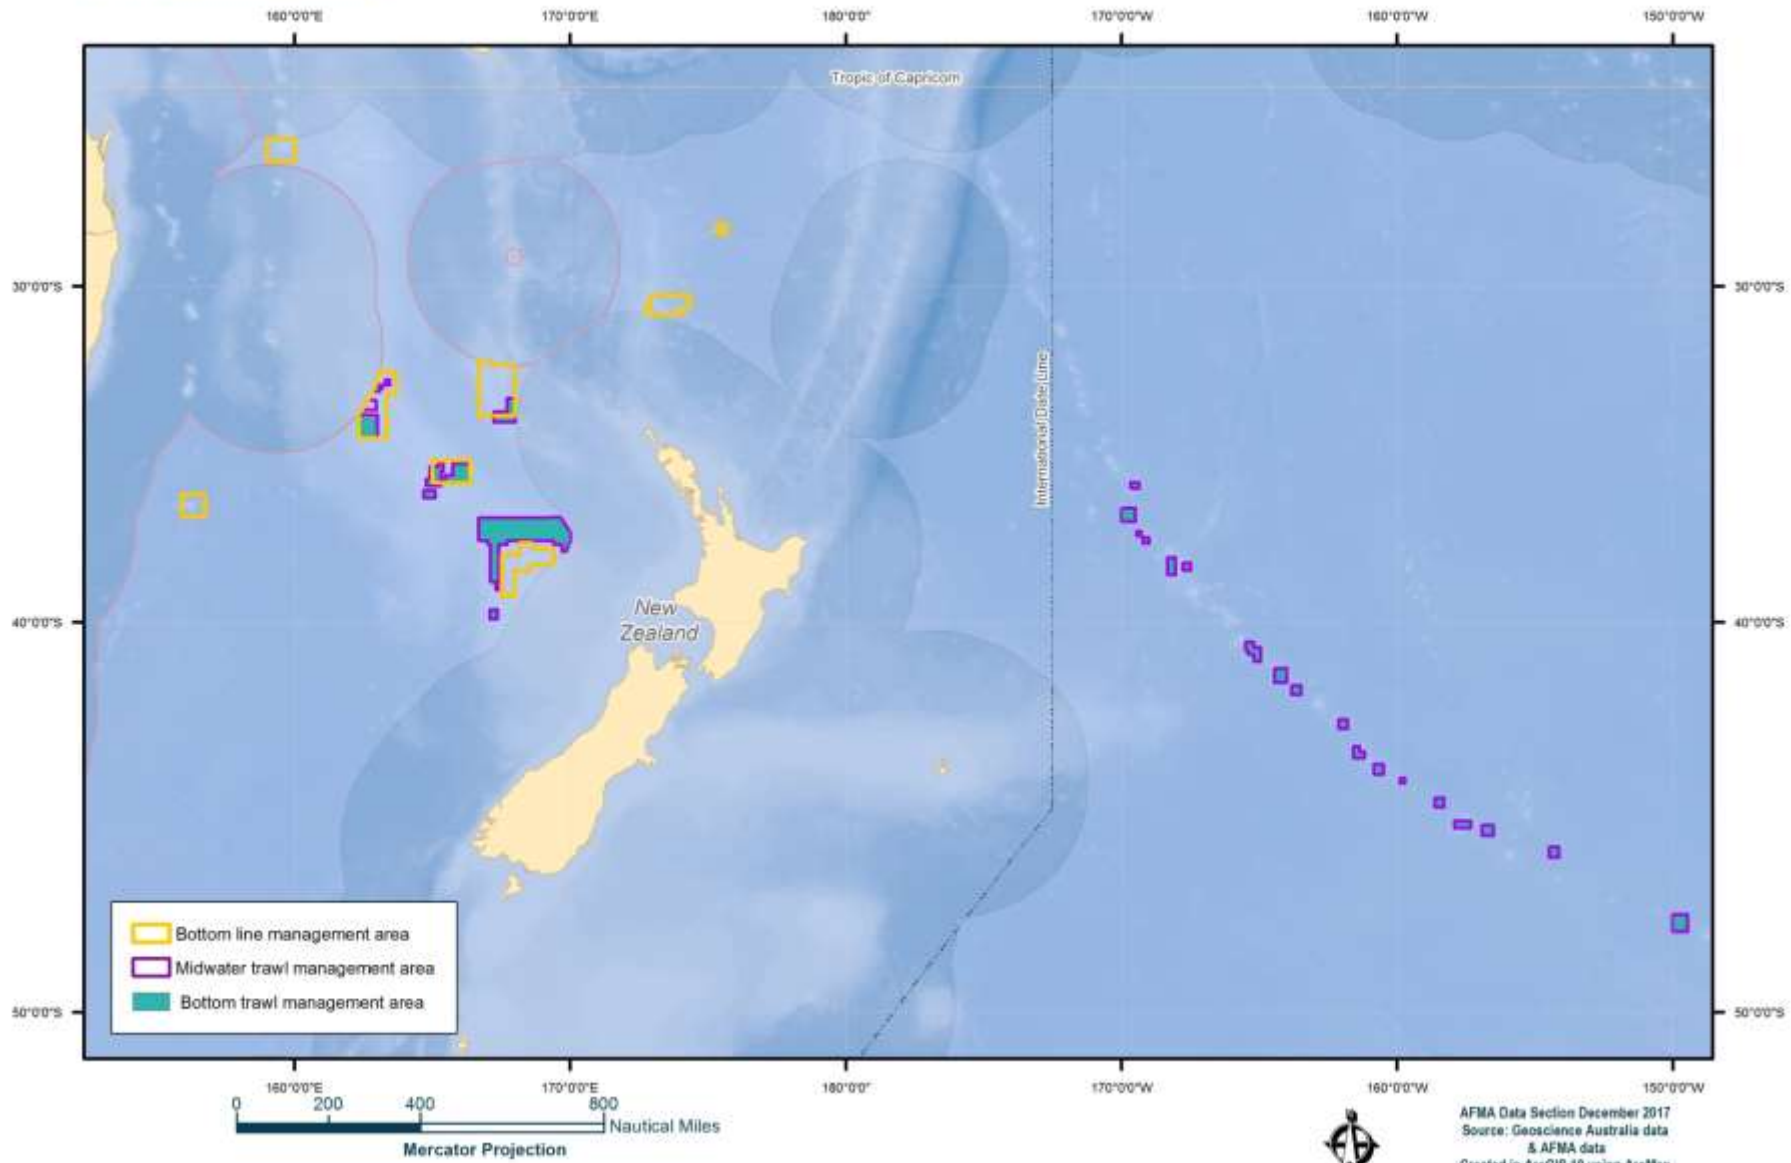 160°0'0"E 170°0'0"E 180°0'0" 170°0'0"W 160°0'0"W 150°0'0"W
Tropic of Capricorn
30°0'0"S 30°0'0"S
International Date Line
40°0'0"S 40°0'0"S
New
Zealand
Bottom line management area
Midwater trawl management area
Bottom trawl management area
50°0'0"S 50°0'0"S
160°0'0"E 170°0'0"E 180°0'0" 170°0'0"W 160°0'0"W 150°0'0"W
0 200 400 800
Nautical Miles
Mercator Projection
AFMA Data Section December 2017
Source: Geoscience Australia data
& AFMA data